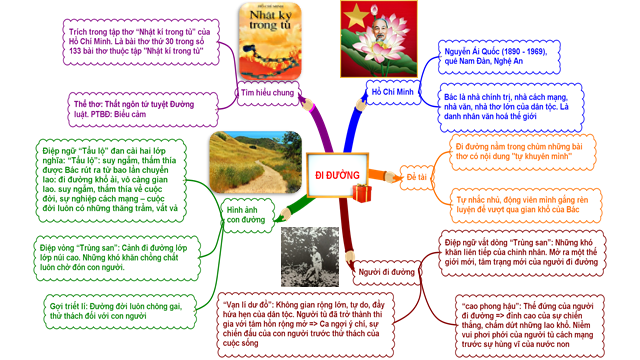 Trích trong tập thơ “Nhật kí trong tù” của
Hồ Chí Minh. Là bài thơ thứ 30 trong số
133 bài thơ thuộc tập "Nhật kí trong tù"
Thể thơ: Thất ngôn tứ tuyệt Đường
luật. PTBĐ: Biểu cảm
Tìm hiểu chung
Nhật ký
trong tù
Hồ Chí Minh
Nguyễn Ái Quốc (1890 - 1969),
quê Nam Đàn, Nghệ An
Bác là nhà chính trị, nhà cách mạng,
nhà văn, nhà thơ lớn của dân tộc. Là
danh nhân văn hoá thế giới
ĐI ĐƯỜNG
Đề tài
Đi đường nằm trong chùm những bài
thơ có nội dung "tự khuyên mình"
Tự nhắc nhủ, động viên mình gắng rèn
luyện để vượt qua gian khổ của Bác
Điệp ngữ “Tẩu lộ” đan cài hai lớp
nghĩa: “Tẩu lộ”: suy ngẫm, thấm thía
được Bác rút ra từ bao lần chuyển
lao: đi đường khổ ải, vô cùng gian
lao. suy ngẫm, thấm thía về cuộc
đời, sự nghiệp cách mạng – cuộc
đời luôn có những thăng trầm, vất vả
Hình ảnh
con đường
Điệp vòng “Trùng san”: Cảnh đi đường lớp
lớp núi cao. Những khó khăn chồng chất
luôn chờ đón con người.
Gợi triết lí: Đường đời luôn chông gai,
thử thách đối với con người
Người đi đường
Điệp ngữ vắt dòng “Trùng san”: Những khó
khăn liên tiếp của chinh nhân. Mở ra một thế
giới mới, tâm trạng mới của người đi đường
“Vạn lí dư đồ”: Không gian rộng lớn, tự do, đầy
hứa hẹn của dân tộc. Người tù đã trở thành thi
gia với tâm hồn rộng mở => Ca ngợi ý chí, sự
chiến đấu của con người trước thử thách của
cuộc sống
“cao phong hậu”: Thế đứng của người
đi đường => đỉnh cao của sự chiến
thắng, chấm dứt những lao khổ. Niềm
vui phơi phới của người tù cách mạng
trước sự hùng vĩ của nước non